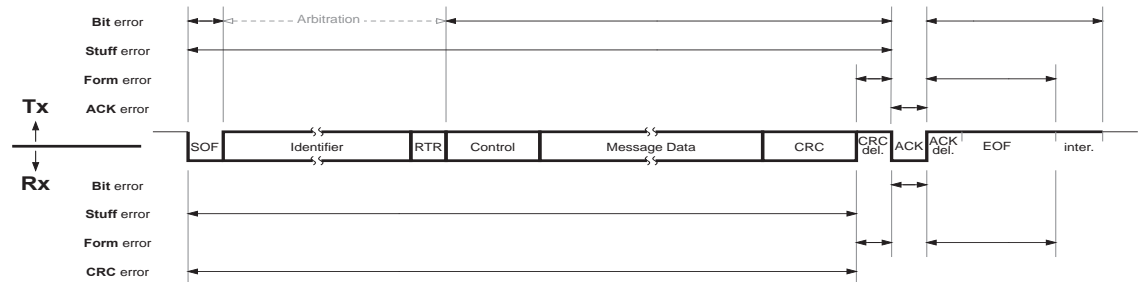 Bit error
Arbitration
Stuff error
Form error
Tx
ACK error
SOF Identifier RTR Control Message Data CRC CRC del. ACK ACK del. EOF inter.
Rx
Bit error
Stuff error
Form error
CRC error